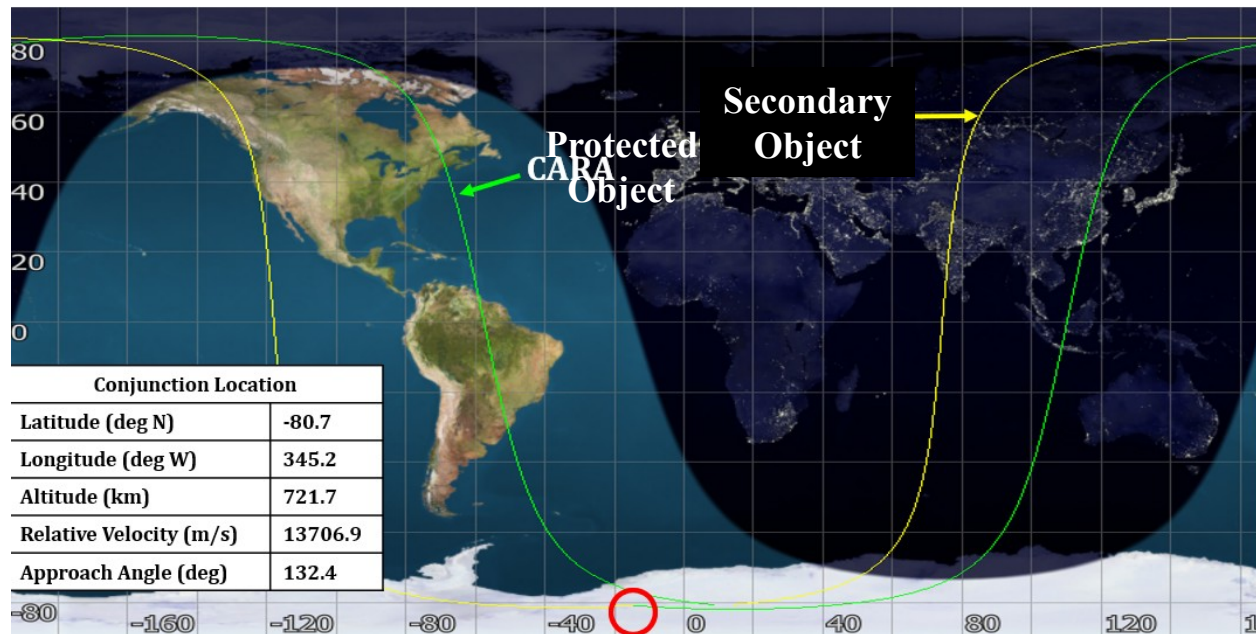 80
60
40
20
0
-80
Secondary
Object
Protected
CARA
Object
Conjunction Location
Latitude (deg N) -80.7
Longitude (deg W) 345.2
Altitude (km) 721.7
Relative Velocity (m/s) 13706.9
Approach Angle (deg) 132.4
-160 -120 -80 -40 0 40 80 120 1